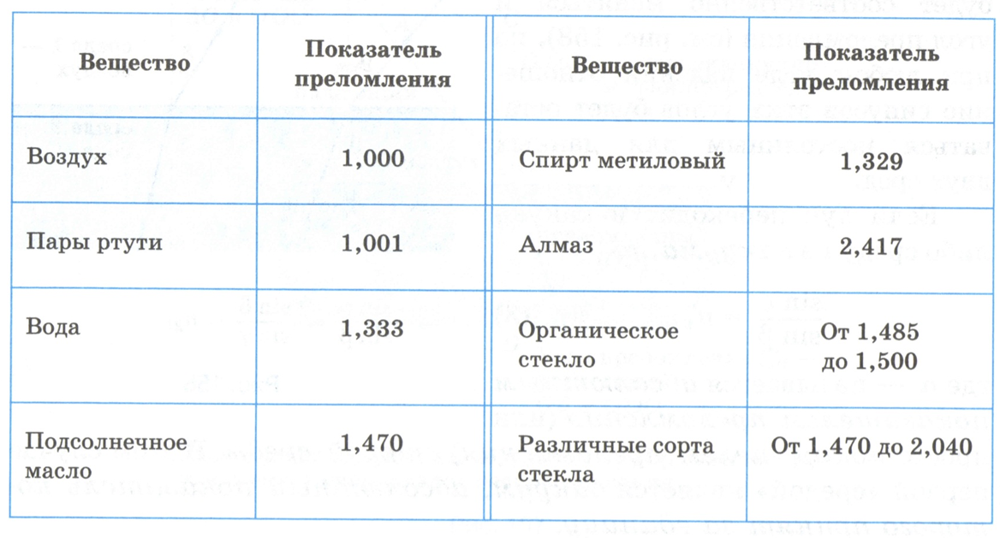 Вещество
Показатель
преломления
Вещество
Показатель
преломления
Воздух
1,000
Спирт метиловый
1,329
Пары ртути
1,001
Алмаз
2,417
Вода
1,333
Органическое
стекло
От 1,485
до 1,500
Подсолнечное
масло
1,470
Различные сорта
стекла
От 1,470 до 2,040